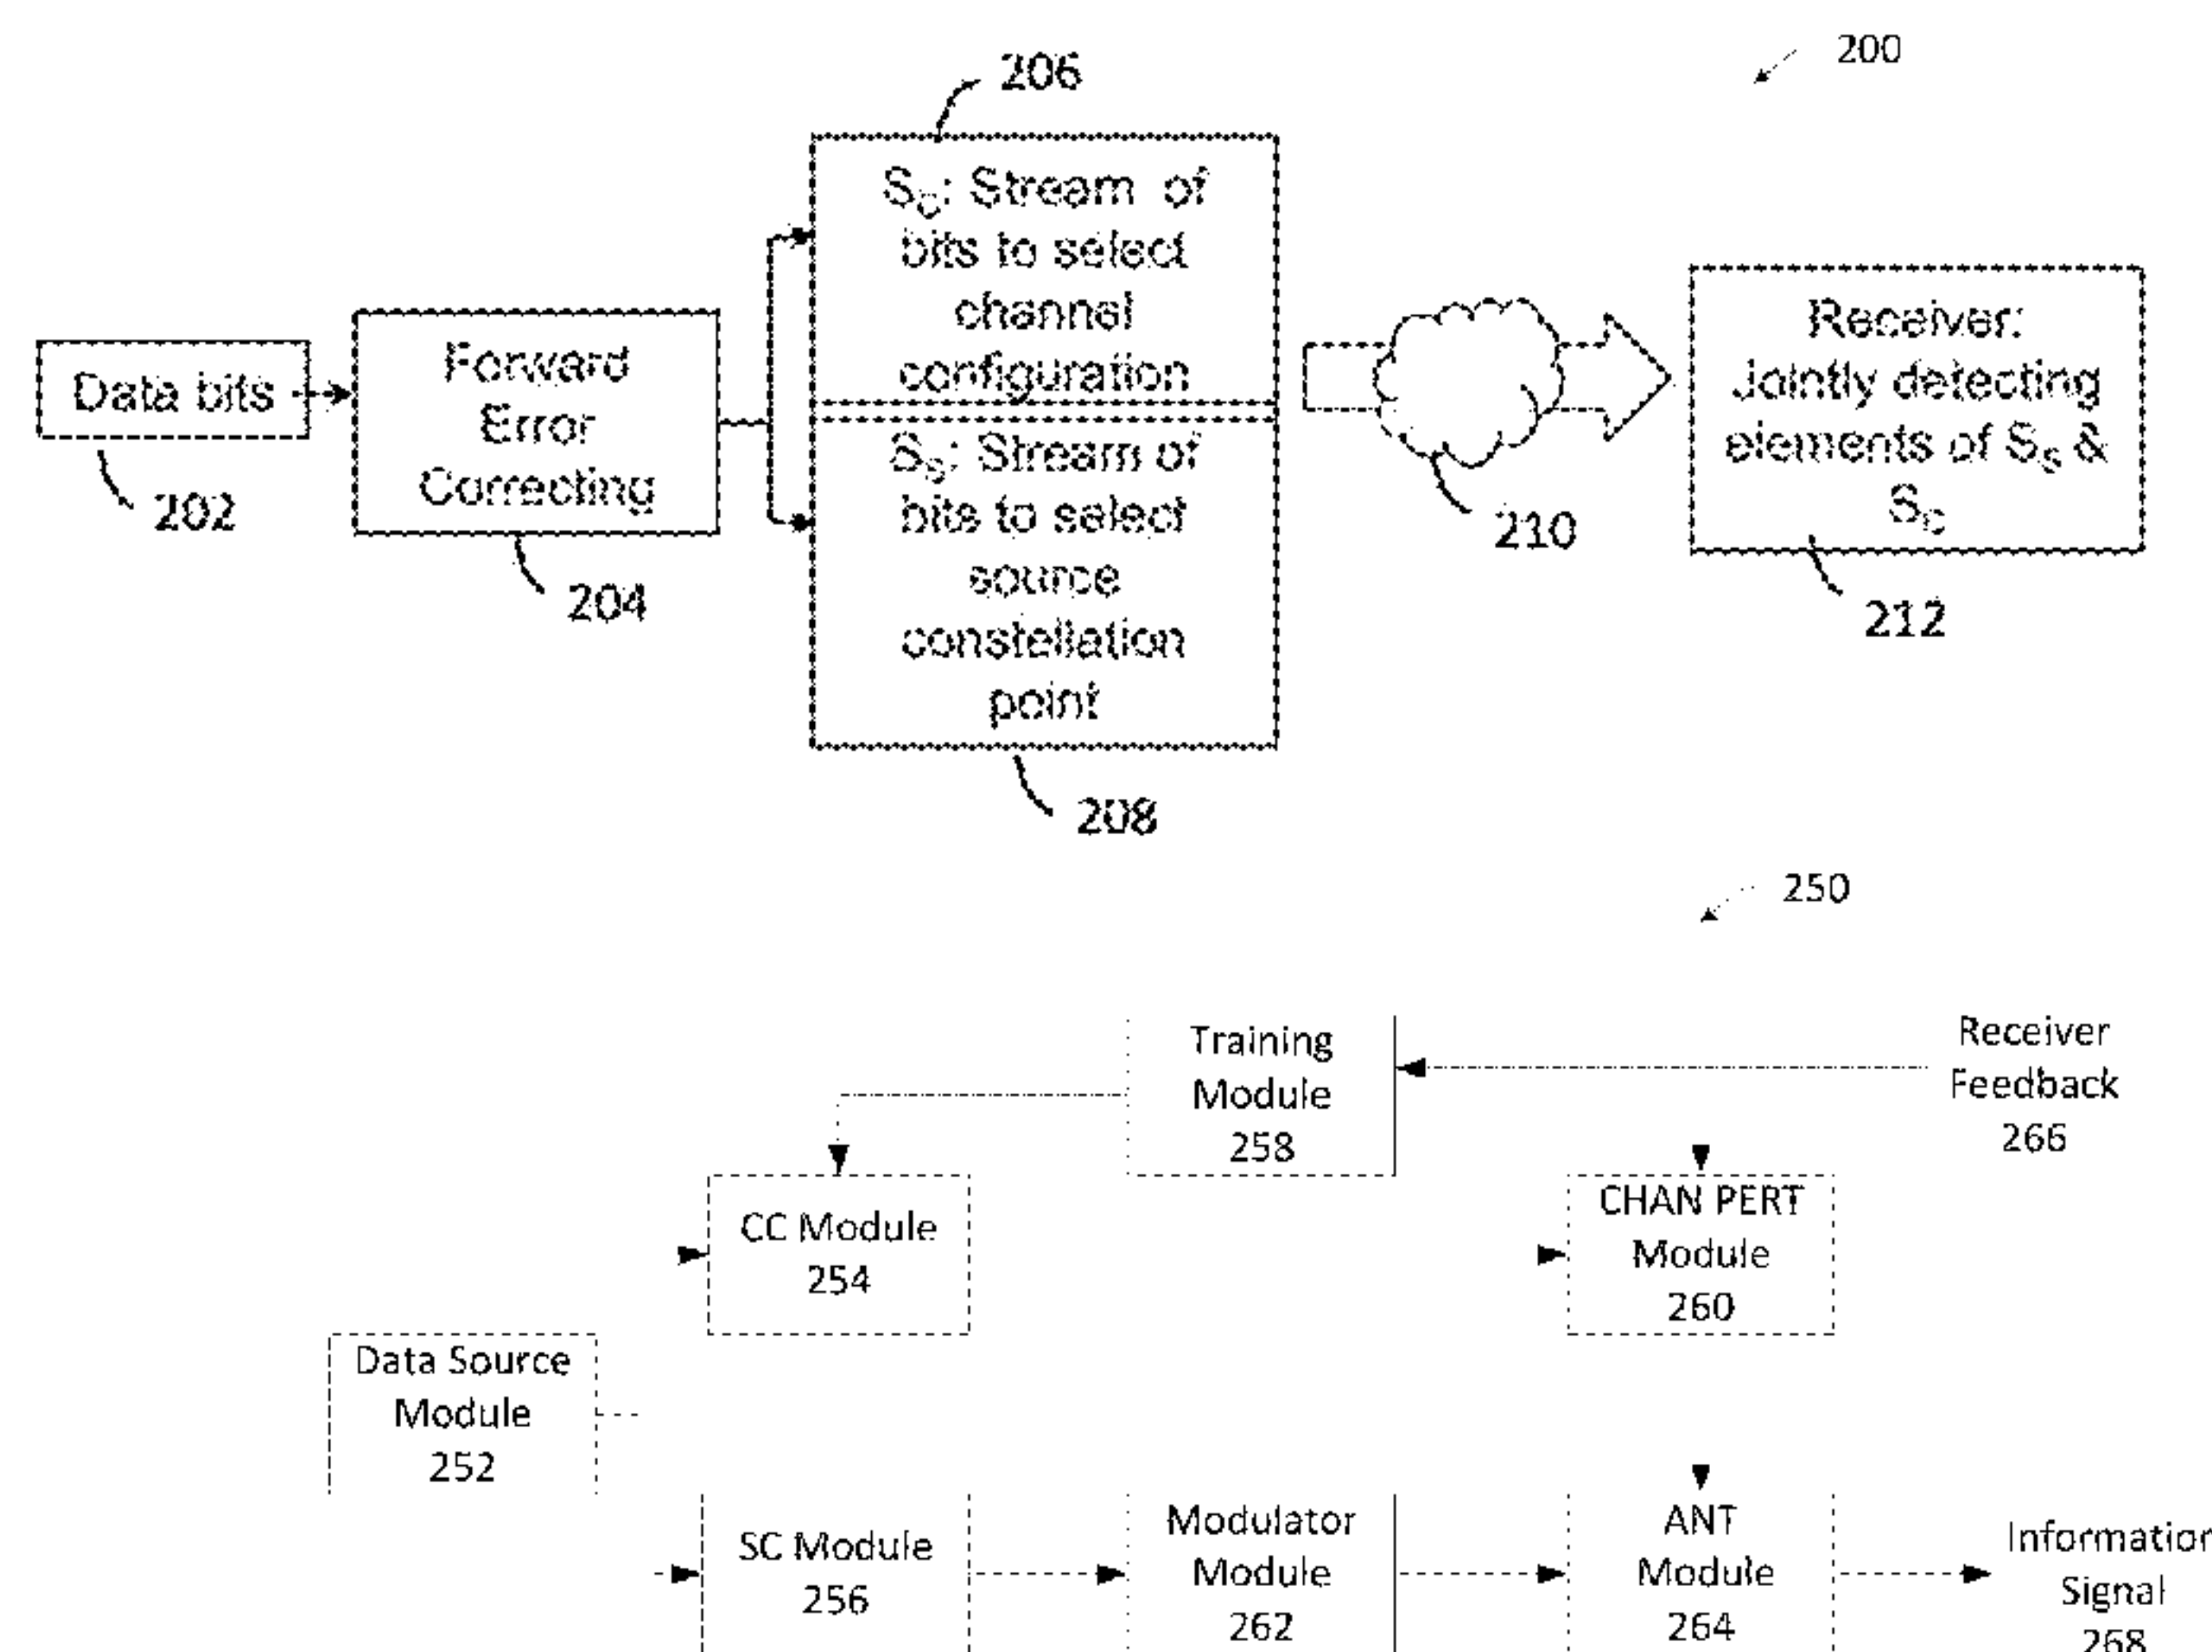 200
206
S_C: Stream of
bits to select
channel
configuration
Data bits
202
Forward
Error
Correcting
204
S_S: Stream of
bits to select
source
constellation
point
208
210
Receiver:
Jointly detecting
elements of S_S &
S_C
212
250
Training
Module
258
Receiver
Feedback
266
CC Module
254
CHAN PERT
Module
260
Data Source
Module
252
SC Module
256
Modulator
Module
262
ANT
Module
264
Information
Signal
268